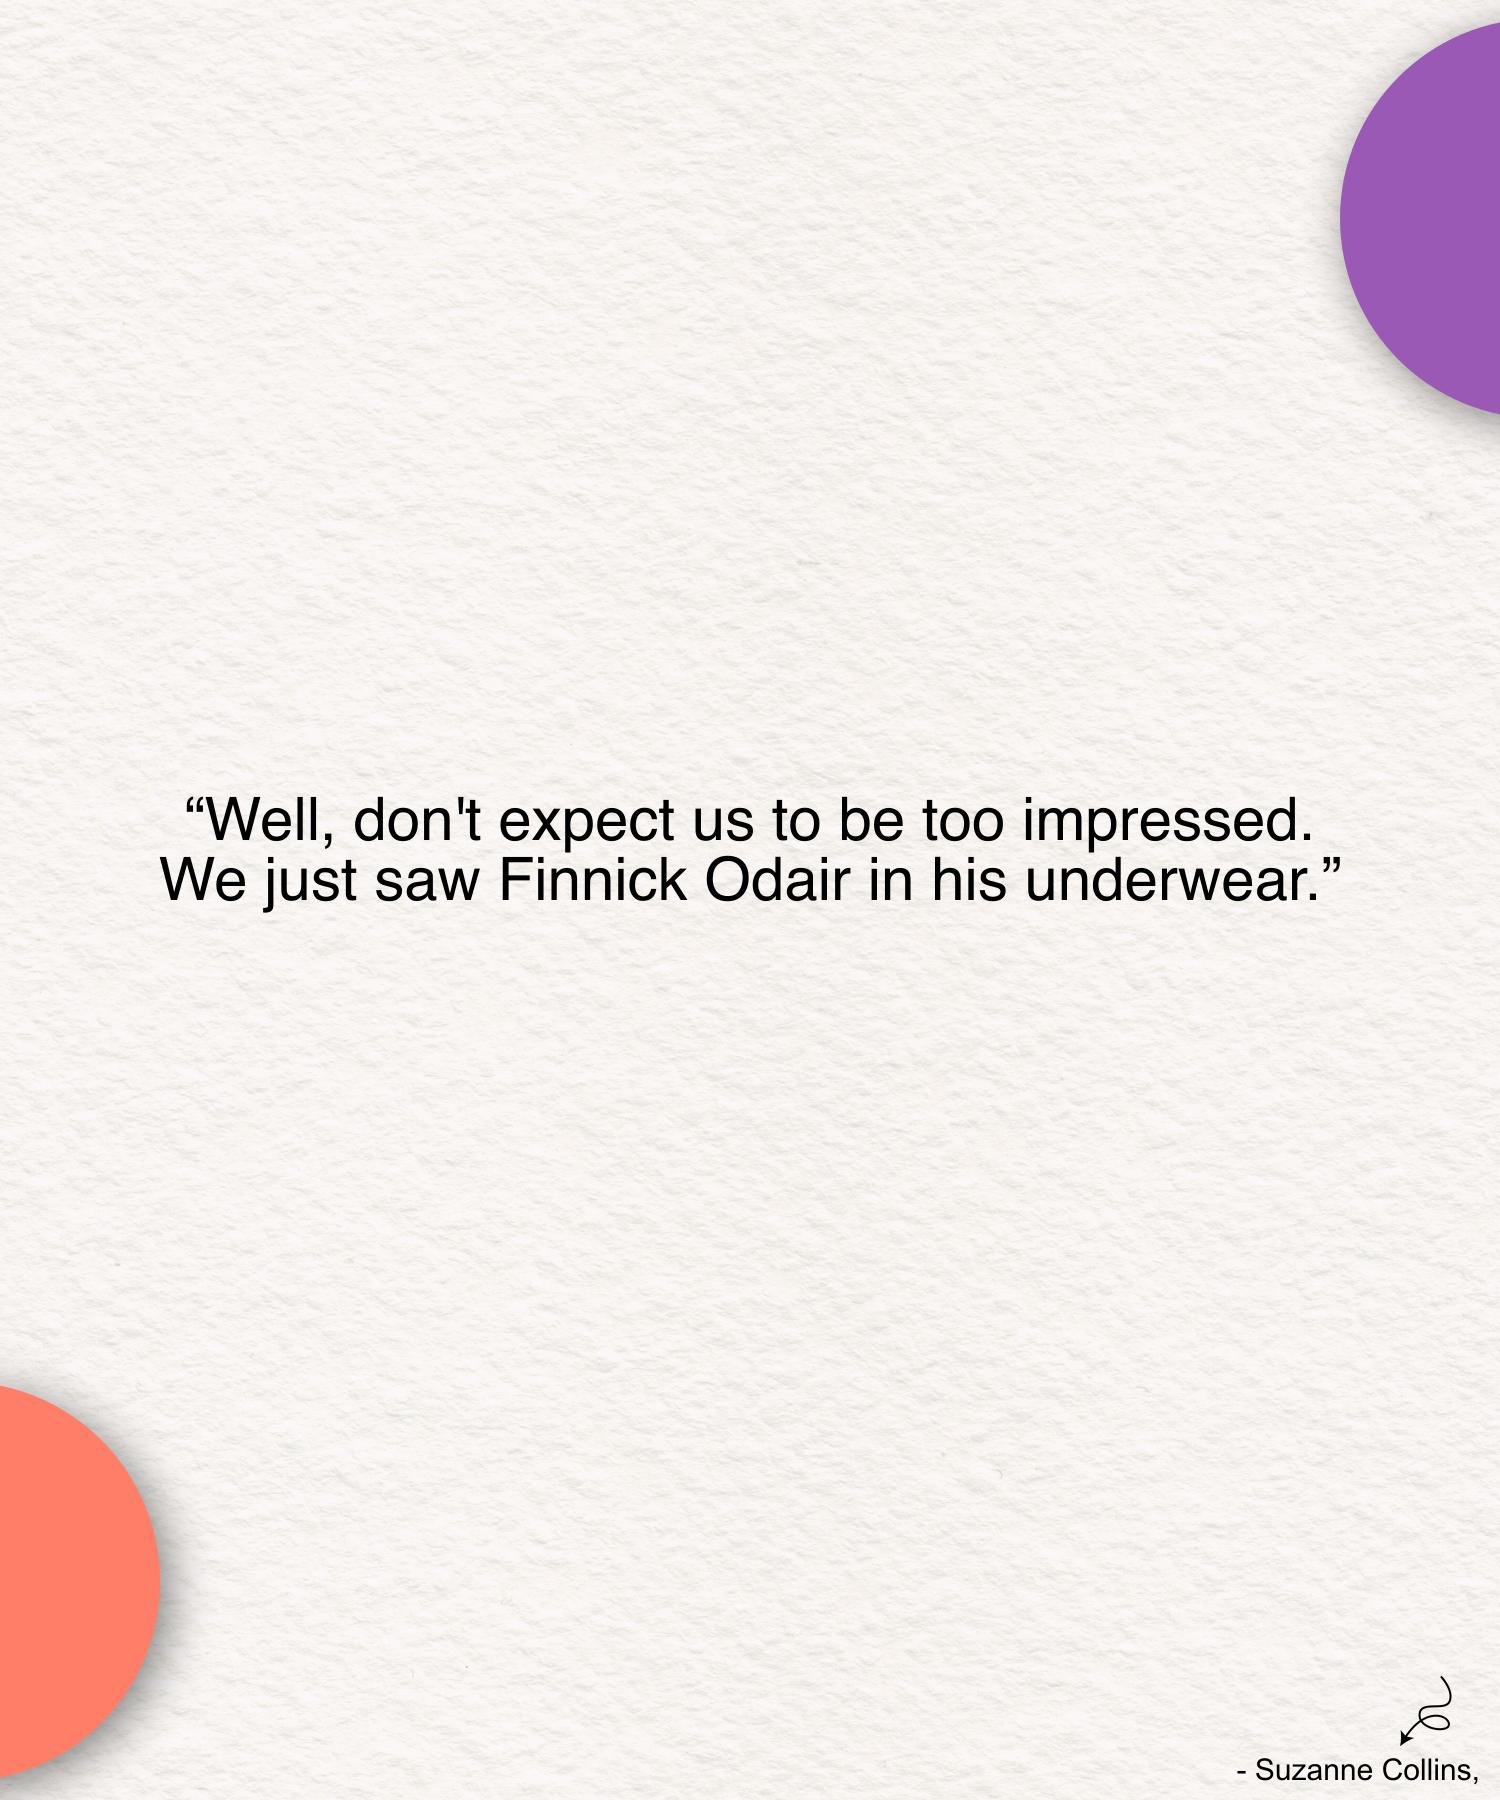 “Well, don't expect us to be too impressed.
We just saw Finnick Odair in his underwear.”
- Suzanne Collins,